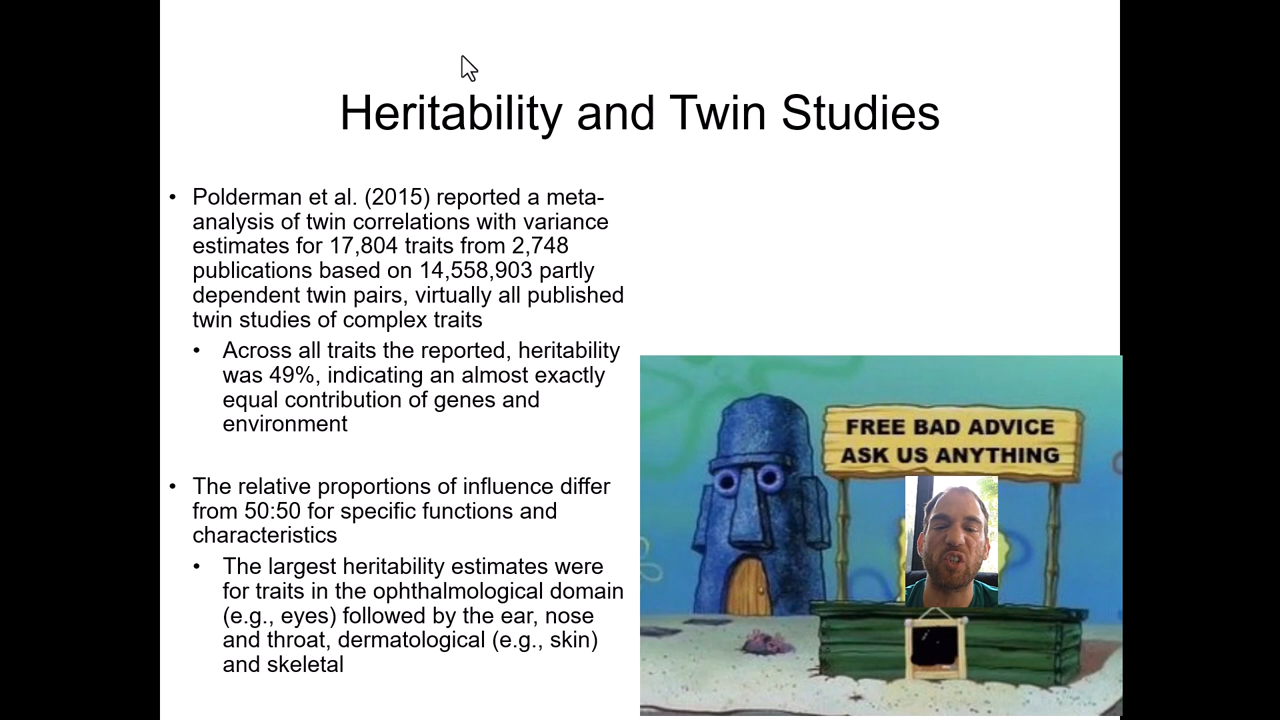 Heritability and Twin Studies
• Polderman et al. (2015) reported a meta-
analysis of twin correlations with variance
estimates for 17,804 traits from 2,748
publications based on 14,558,903 partly
dependent twin pairs, virtually all published
twin studies of complex traits
• Across all traits the reported, heritability
was 49%, indicating an almost exactly
equal contribution of genes and
environment
• The relative proportions of influence differ
from 50:50 for specific functions and
characteristics
• The largest heritability estimates were
for traits in the ophthalmological domain
(e.g., eyes) followed by the ear, nose
and throat, dermatological (e.g., skin)
and skeletal
FREE BAD ADVICE
ASK US ANYTHING